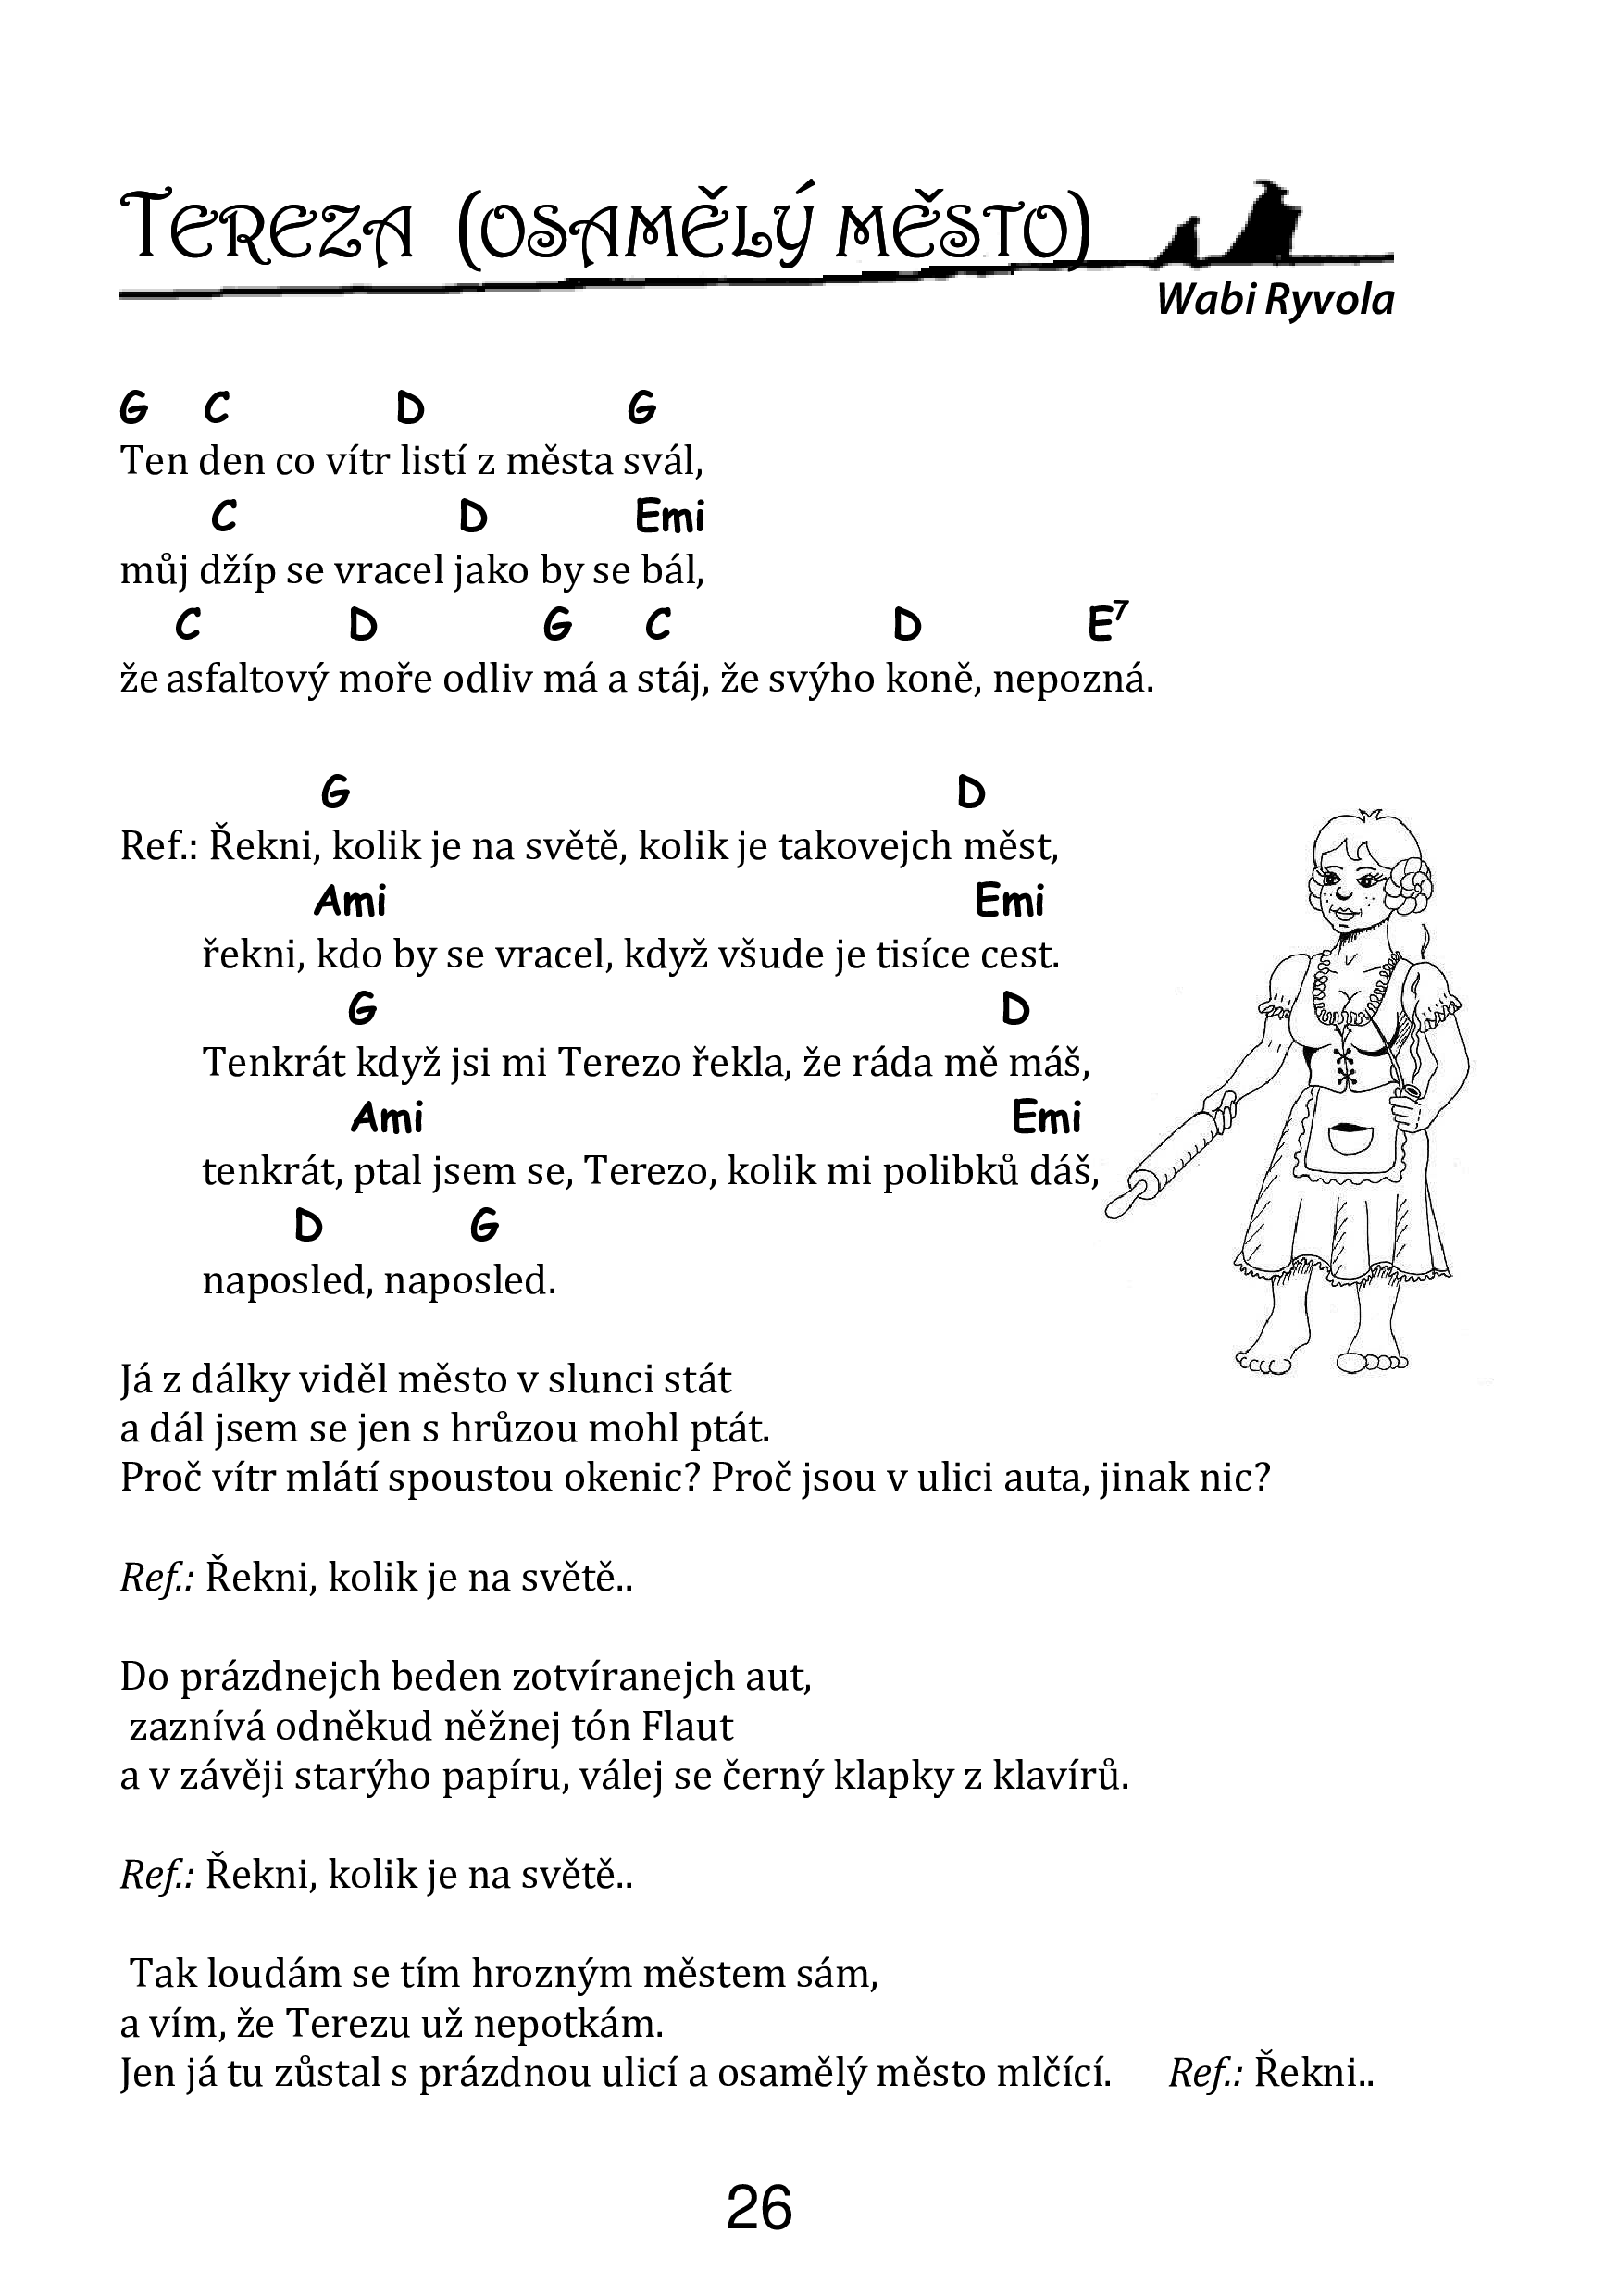 Tereza (osamělý město)
Wabi Ryvola
G C D G
Ten den co vítr listí z města svál,
C D Emi
můj džíp se vracel jako by se bál,
C D G C D E7
že asfaltový moře odliv má a stáj, že svýho koně, nepozná.
G D
Ref.: Řekni, kolik je na světě, kolik je takovejch měst,
Ami Emi
řekni, kdo by se vracel, když všude je tisíce cest.
G D
Tenkrát když jsi mi Terezo řekla, že ráda mě máš,
Ami Emi
tenkrát, ptal jsem se, Terezo, kolik mi polibků dáš,
D G
naposled, naposled.
Já z dálky viděl město v slunci stát
a dál jsem se jen s hrůzou mohl ptát.
Proč vítr mlátí spoustou okenic? Proč jsou v ulici auta, jinak nic?
Ref.: Řekni, kolik je na světě..
Do prázdnejch beden zotvíranejch aut,
zaznívá odněkud něžnej tón Flaut
a v závěji starýho papíru, válej se černý klapky z klavírů.
Ref.: Řekni, kolik je na světě..
Tak loudám se tím hrozným městem sám,
a vím, že Terezu už nepotkám.
Jen já tu zůstal s prázdnou ulicí a osamělý město mlčící. Ref.: Řekni..
26